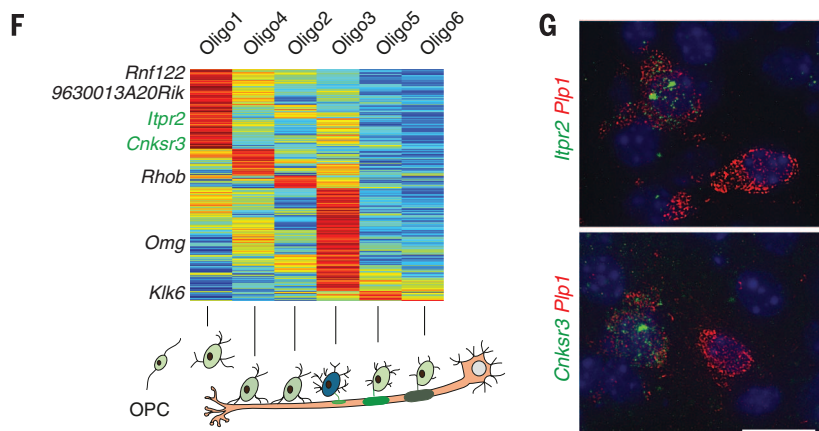 F
Oligo1
Oligo4
Oligo2
Oligo3
Oligo5
Oligo6
Rnf122
9630013A20Rik
Itpr2
Cnksr3
Rhob
Omg
Klk6
OPC
G
Itpr2 Plp1
Cnksr3 Plp1